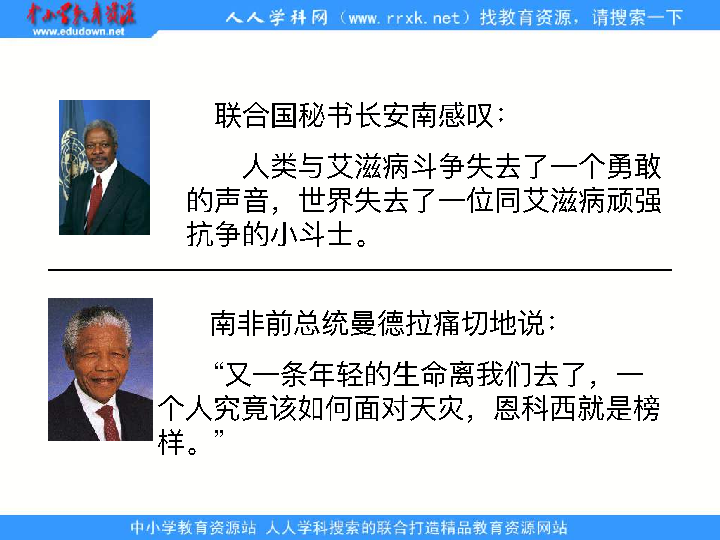 中小学教育资源
www.edudown.net
人人学科网（www.rrxk.net）找教育资源，请搜索一下
联合国秘书长安南感叹：
人类与艾滋病斗争失去了一个勇敢
的声音，世界失去了一位同艾滋病顽强
抗争的小斗士。
南非前总统曼德拉痛切地说：
“又一条年轻的生命离我们去了，一
个人究竟该如何面对天灾，恩科西就是榜
样。”
中小学教育资源站 人人学科搜索的联合打造精品教育资源网站